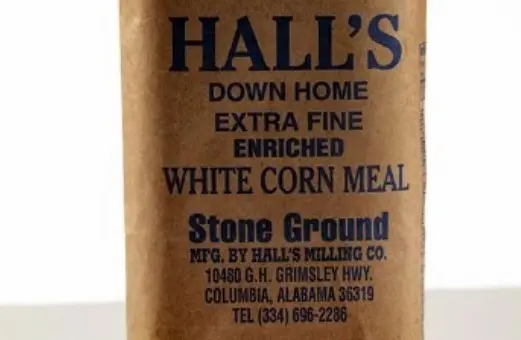 HALL'S
DOWN HOME
EXTRA FINE
ENRICHED
WHITE CORN MEAL
Stone Ground
MFG. BY HALL'S MILLING CO.
10480 G.H. GRIMSLEY HWY.
COLUMBIA, ALABAMA 36319
TEL (334) 696-2286